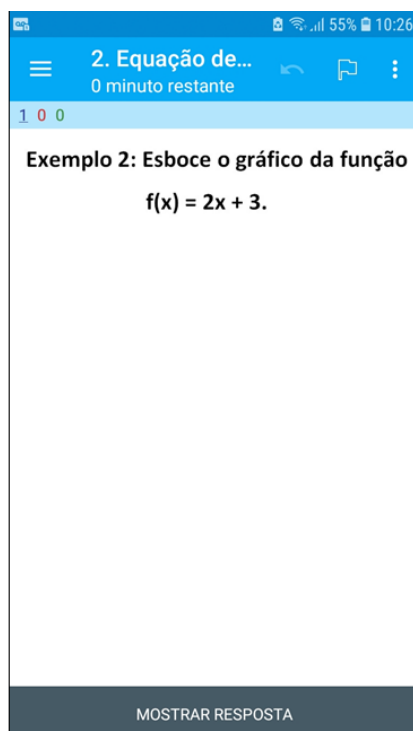 55% 10:26
2. Equação de...
0 minuto restante
1 0 0
Exemplo 2: Esboce o gráfico da função
f(x) = 2x + 3.
MOSTRAR RESPOSTA